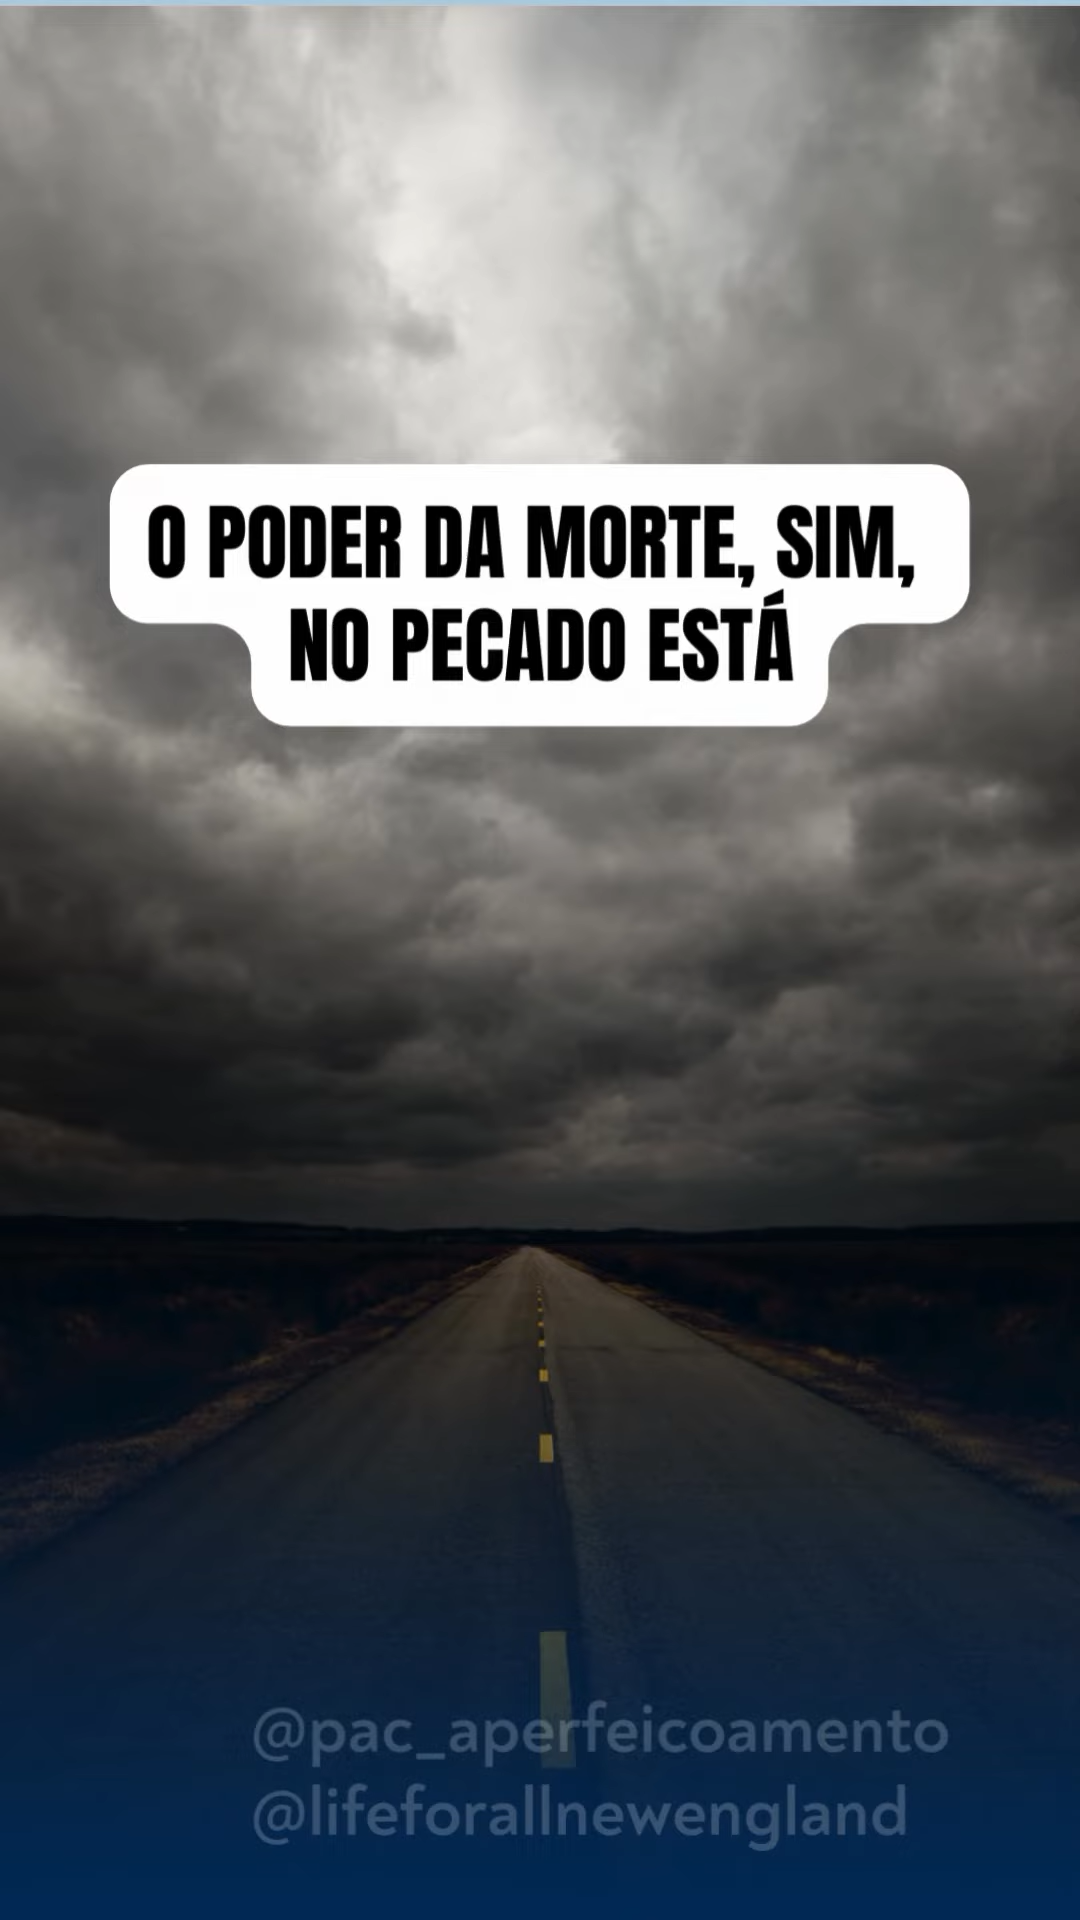 O PODER DA MORTE, SIM,
NO PECADO ESTÁ
@pac_aperfeicoamento
@lifeforallnewengland